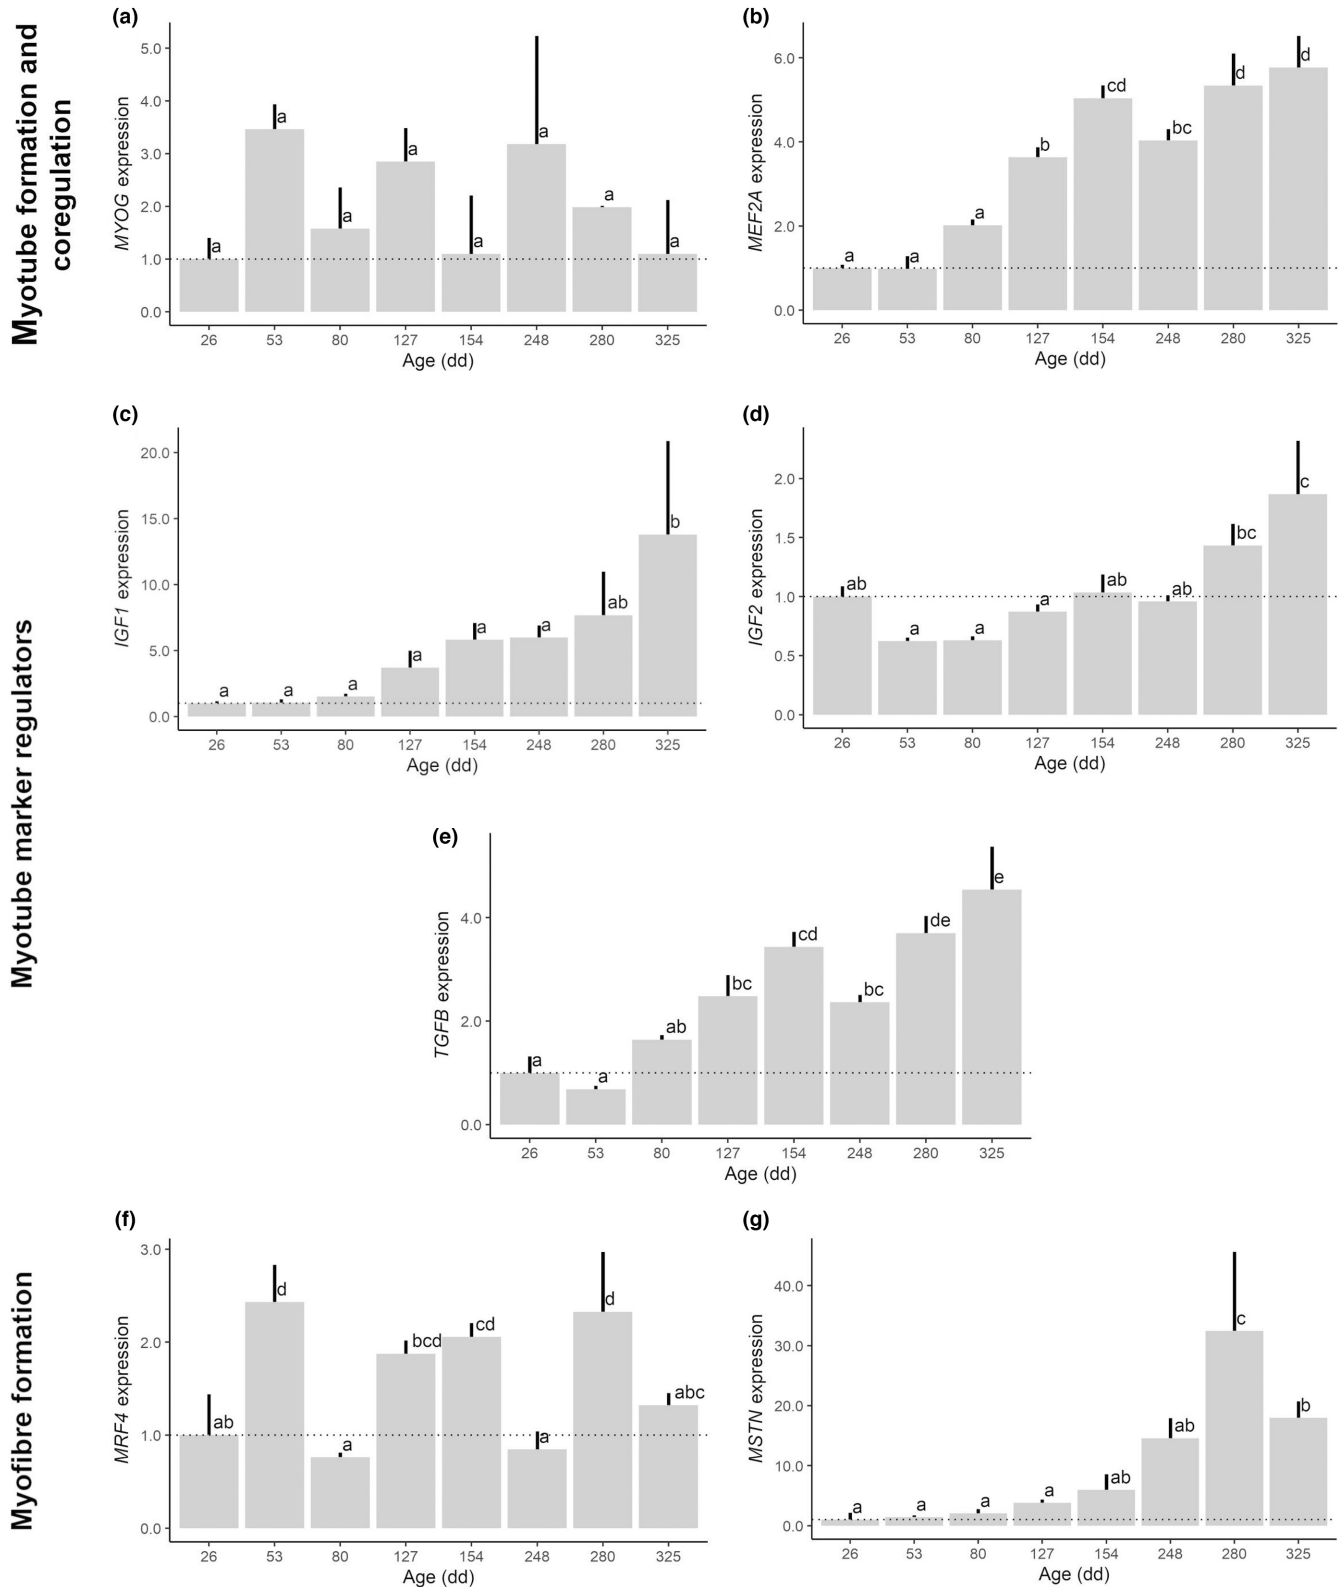 Myotube formation and
coregulation
(a)
MYOG expression
5.0
4.0
3.0
2.0
1.0
0.0
a
a
a
a
a
a
a
a
26 53 80 127 154 248 280 325
Age (dd)
(b)
MEF2A expression
6.0
4.0
2.0
0.0
a
a
a
b
cd
bc
d
d
26 53 80 127 154 248 280 325
Age (dd)
Myotube marker regulators
(c)
IGF1 expression
20.0
15.0
10.0
5.0
0.0
a
a
a
a
a
a
ab
b
26 53 80 127 154 248 280 325
Age (dd)
(d)
IGF2 expression
2.0
1.5
1.0
0.5
0.0
ab
a
a
a
ab
ab
bc
c
26 53 80 127 154 248 280 325
Age (dd)
(e)
TGFB expression
4.0
2.0
0.0
a
a
ab
bc
cd
bc
de
e
26 53 80 127 154 248 280 325
Age (dd)
Myofibre formation
(f)
MRF4 expression
3.0
2.0
1.0
0.0
ab
d
a
bcd
cd
a
d
abc
26 53 80 127 154 248 280 325
Age (dd)
(g)
MSTN expression
40.0
30.0
20.0
10.0
0.0
a
a
a
a
ab
ab
c
b
26 53 80 127 154 248 280 325
Age (dd)